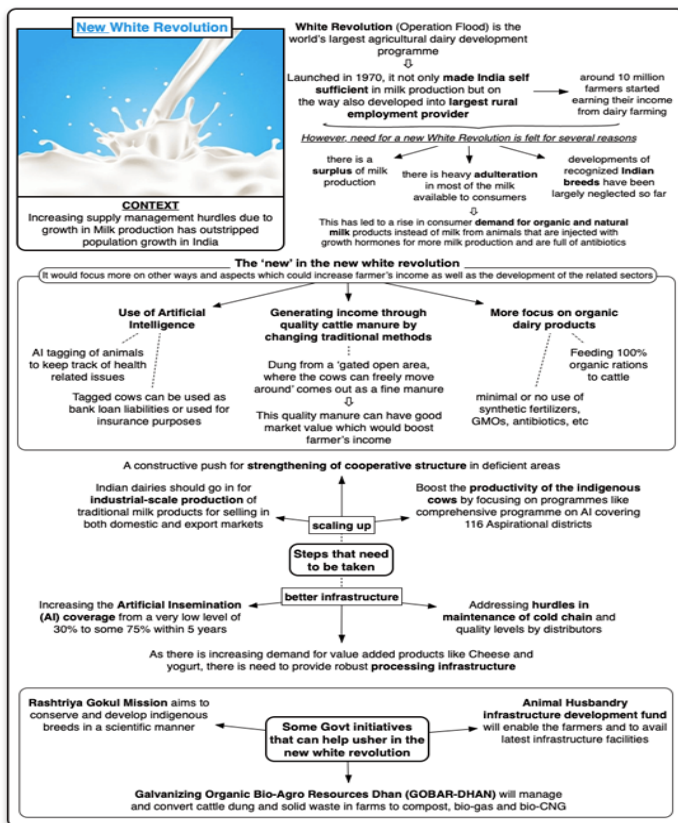 New White Revolution
CONTEXT
Increasing supply management hurdles due to
growth in Milk production has outstripped
population growth in India
White Revolution (Operation Flood) is the
world's largest agricultural dairy development
programme
Launched in 1970, it not only made India self
sufficient in milk production but on
the way also developed into largest rural
employment provider
around 10 million
farmers started
earning their income
from dairy farming
However, need for a new White Revolution is felt for several reasons
there is a
surplus of milk
production
there is heavy adulteration
in most of the milk
available to consumers
developments of
recognized Indian
breeds have been
largely neglected so far
This has led to a rise in consumer demand for organic and natural
milk products instead of milk from animals that are injected with
growth hormones for more milk production and are full of antibiotics
The 'new' in the new white revolution
It would focus more on other ways and aspects which could increase farmer's income as well as the development of the related sectors
Use of Artificial
Intelligence
AI tagging of animals
to keep track of health
related issues
Tagged cows can be used as
bank loan liabilities or used for
insurance purposes
Generating income through
quality cattle manure by
changing traditional methods
Dung from a 'gated open area,
where the cows can freely move
around' comes out as a fine manure
This quality manure can have good
market value which would boost
farmer's income
More focus on organic
dairy products
Feeding 100%
organic rations
to cattle
minimal or no use of
synthetic fertilizers,
GMOs, antibiotics, etc
A constructive push for strengthening of cooperative structure in deficient areas
Indian dairies should go in for
industrial-scale production of
traditional milk products for selling in
both domestic and export markets
scaling up
Boost the productivity of the indigenous
cows by focusing on programmes like
comprehensive programme on AI covering
116 Aspirational districts
Steps that need
to be taken
better infrastructure
Increasing the Artificial Insemination
(AI) coverage from a very low level of
30% to some 75% within 5 years
Addressing hurdles in
maintenance of cold chain and
quality levels by distributors
As there is increasing demand for value added products like Cheese and
yogurt, there is need to provide robust processing infrastructure
Rashtriya Gokul Mission aims to
conserve and develop indigenous
breeds in a scientific manner
Some Govt initiatives
that can help usher in the
new white revolution
Animal Husbandry
infrastructure development fund
will enable the farmers and to avail
latest infrastructure facilities
Galvanizing Organic Bio-Agro Resources Dhan (GOBAR-DHAN) will manage
and convert cattle dung and solid waste in farms to compost, bio-gas and bio-CNG